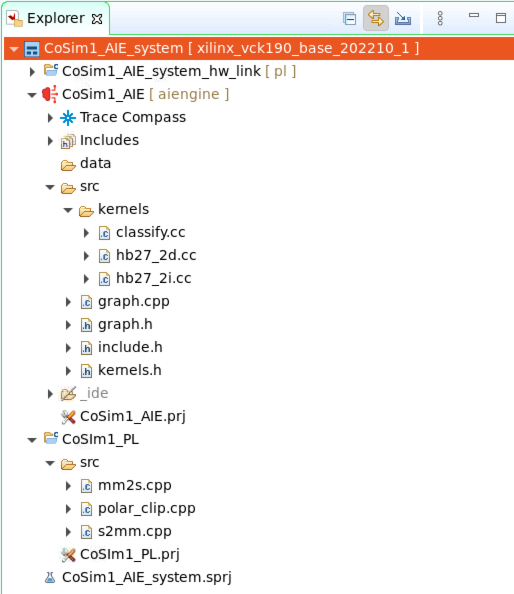 Explorer
CoSim1_AIE_system [ xilinx_vck190_base_202210_1 ]
CoSim1_AIE_system_hw_link [ pl ]
CoSim1_AIE [ aiengine ]
Trace Compass
Includes
data
src
kernels
classify.cc
hb27_2d.cc
hb27_2i.cc
graph.cpp
graph.h
include.h
kernels.h
_ide
CoSim1_AIE.prj
CoSIm1_PL
src
mm2s.cpp
polar_clip.cpp
s2mm.cpp
CoSIm1_PL.prj
CoSim1_AIE_system.sprj